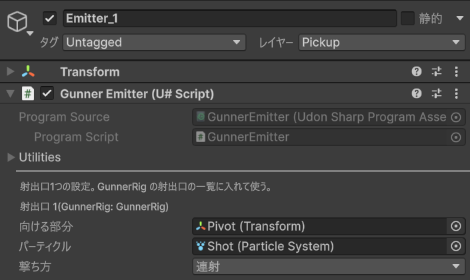 Emitter_1
静的
タグ Untagged レイヤー Pickup
Transform
Gunner Emitter (U# Script)
Program Source GunnerEmitter (Udon Sharp Program Asse
Program Script GunnerEmitter
Utilities
射出口1つの設定。GunnerRig の射出口の一覧に入れて使う。
射出口 1(GunnerRig: GunnerRig)
向ける部分 Pivot (Transform)
パーティクル Shot (Particle System)
撃ち方 連射